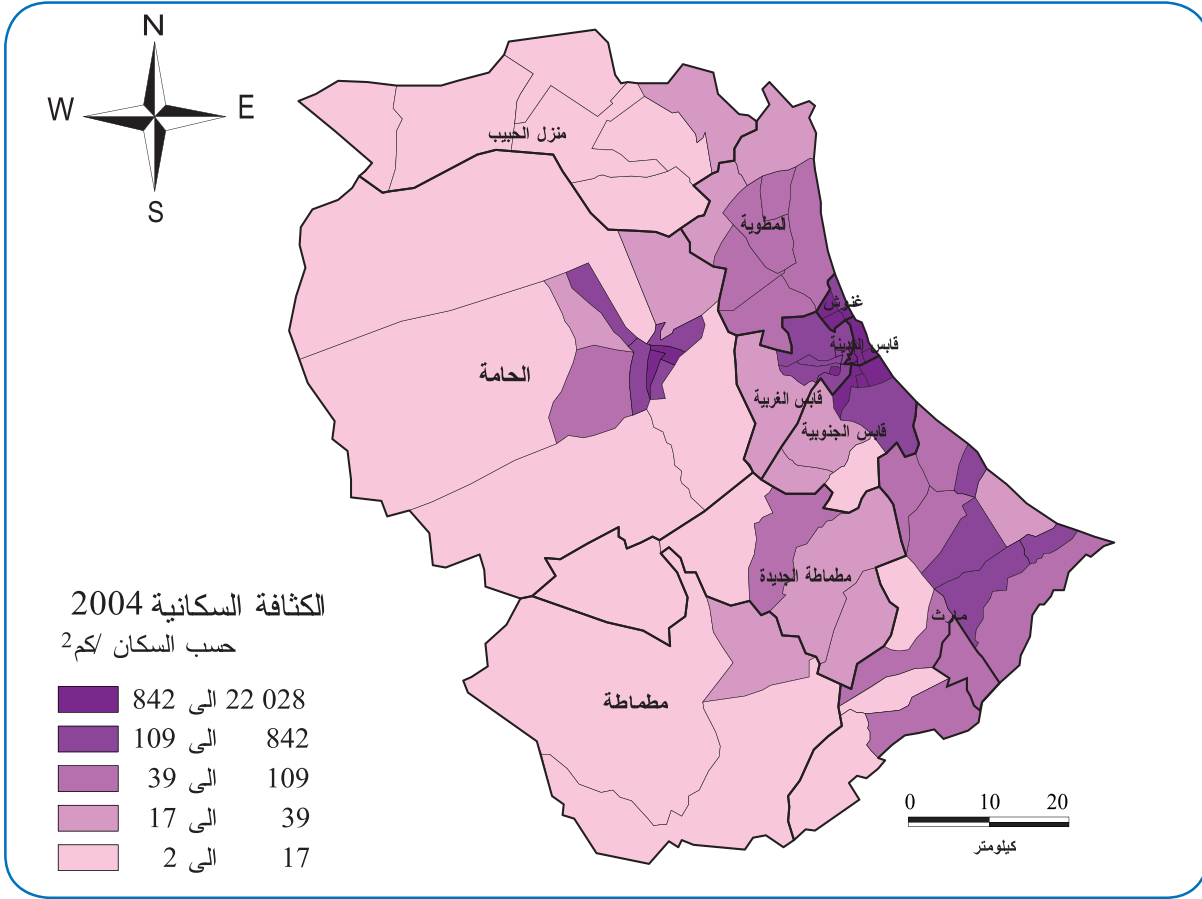 N
W
E
S
منزل الحبيب
المطوية
غنوش
قابس المدينة
الحامة
قابس الغربية
قابس الجنوبية
مطماطة الجديدة
مارث
مطماطة
الكثافة السكانية 2004
حسب السكان /كم2
842 الى 22 028
109 الى 842
39 الى 109
17 الى 39
2 الى 17
0 10 20
كيلومتر